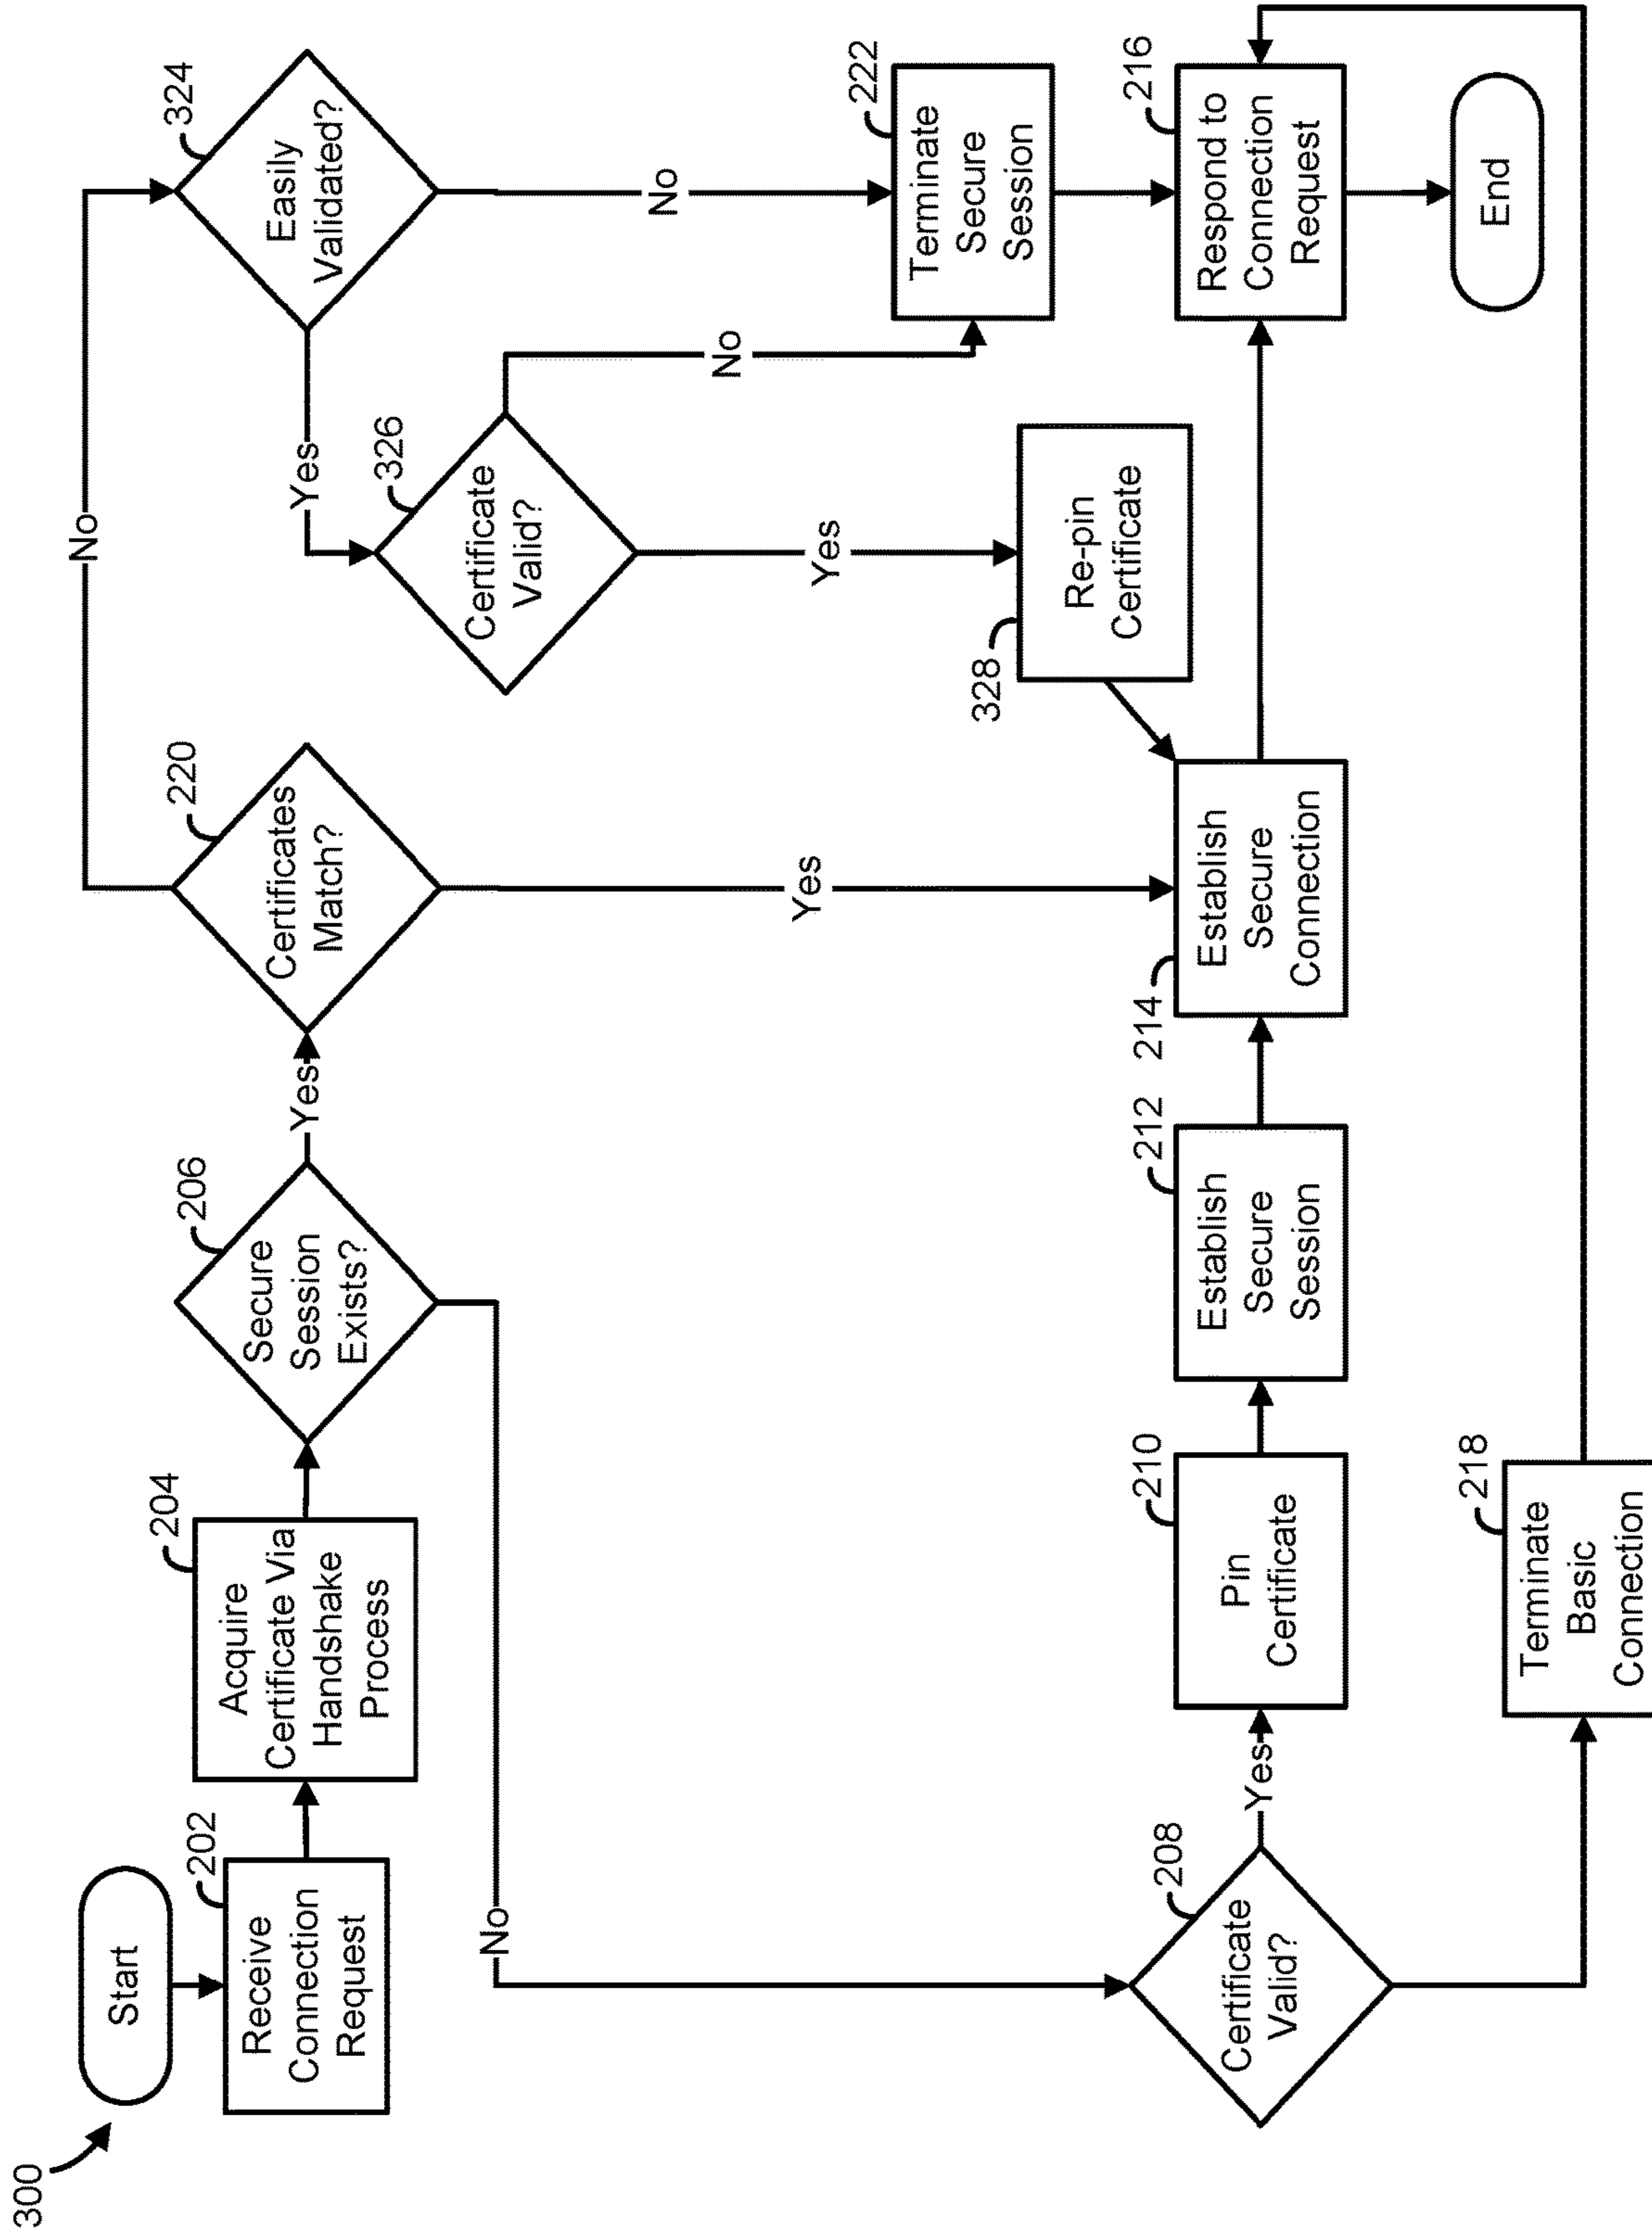 300
Start
202
Receive
Connection
Request
204
Acquire
Certificate Via
Handshake
Process
206
Secure
Session
Exists?
Yes
No
220
Certificates
Match?
No
Yes
324
Easily
Validated?
Yes
No
326
Certificate
Valid?
No
Yes
328
Re-pin
Certificate
222
Terminate
Secure
Session
208
Certificate
Valid?
Yes
210
Pin
Certificate
212
Establish
Secure
Session
214
Establish
Secure
Connection
216
Respond to
Connection
Request
218
Terminate
Basic
Connection
End